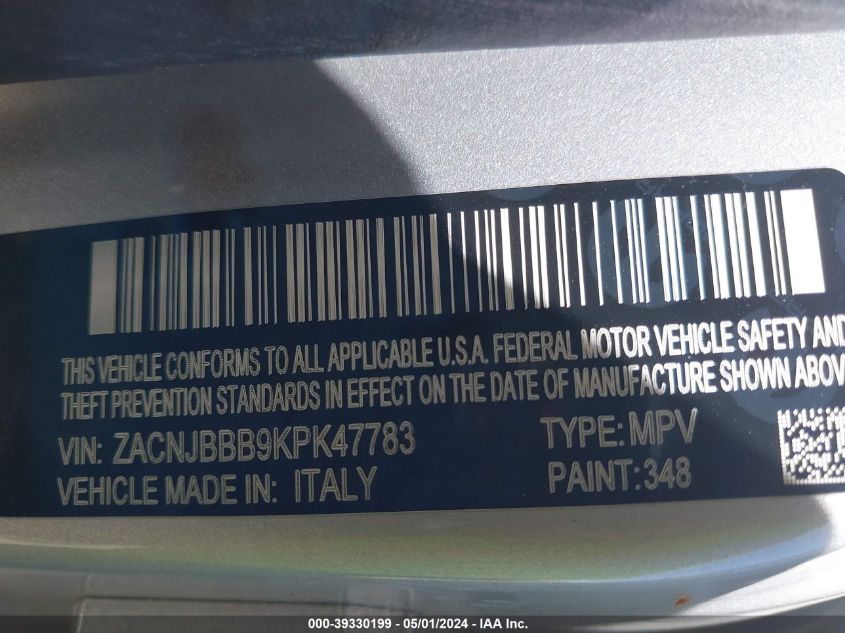 THIS VEHICLE CONFORMS TO ALL APPLICABLE U.S.A. FEDERAL MOTOR VEHICLE SAFETY AND
THEFT PREVENTION STANDARDS IN EFFECT ON THE DATE OF MANUFACTURE SHOWN ABOV
VIN: ZACNJBBB9KPK47783 TYPE: MPV
VEHICLE MADE IN: ITALY PAINT: 348
000-39330199 - 05/01/2024 - IAA Inc.